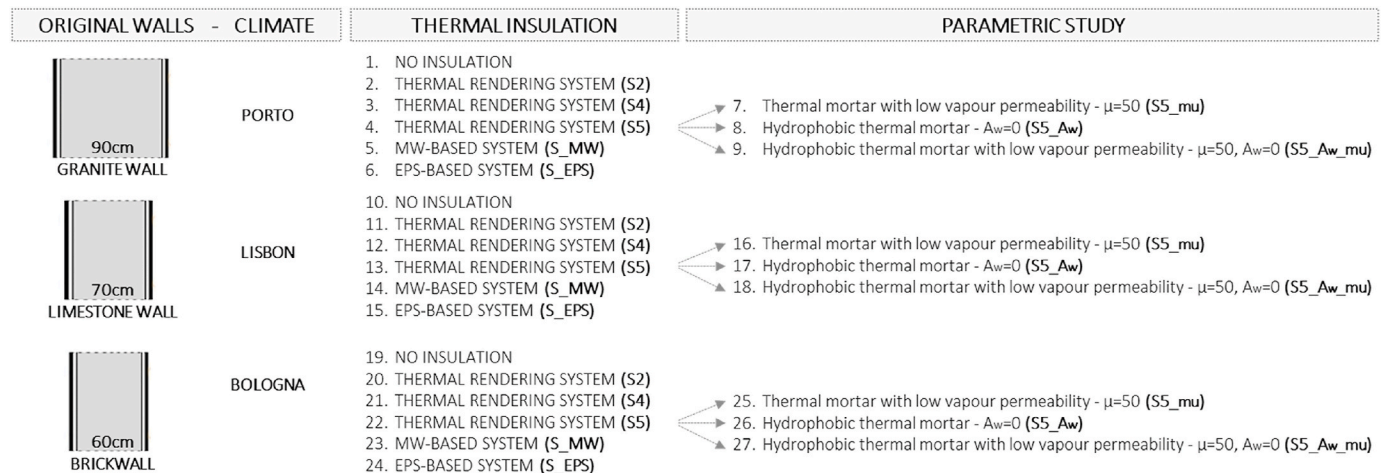 ORIGINAL WALLS - CLIMATE
THERMAL INSULATION
PARAMETRIC STUDY
90cm
GRANITE WALL
PORTO
1. NO INSULATION
2. THERMAL RENDERING SYSTEM (S2)
3. THERMAL RENDERING SYSTEM (S4)
4. THERMAL RENDERING SYSTEM (S5)
5. MW-BASED SYSTEM (S_MW)
6. EPS-BASED SYSTEM (S_EPS)
7. Thermal mortar with low vapour permeability - µ=50 (S5_mu)
8. Hydrophobic thermal mortar - Aw=0 (S5_Aw)
9. Hydrophobic thermal mortar with low vapour permeability - µ=50, Aw=0 (S5_Aw_mu)
70cm
LIMESTONE WALL
LISBON
10. NO INSULATION
11. THERMAL RENDERING SYSTEM (S2)
12. THERMAL RENDERING SYSTEM (S4)
13. THERMAL RENDERING SYSTEM (S5)
14. MW-BASED SYSTEM (S_MW)
15. EPS-BASED SYSTEM (S_EPS)
16. Thermal mortar with low vapour permeability - µ=50 (S5_mu)
17. Hydrophobic thermal mortar - Aw=0 (S5_Aw)
18. Hydrophobic thermal mortar with low vapour permeability - µ=50, Aw=0 (S5_Aw_mu)
60cm
BRICKWALL
BOLOGNA
19. NO INSULATION
20. THERMAL RENDERING SYSTEM (S2)
21. THERMAL RENDERING SYSTEM (S4)
22. THERMAL RENDERING SYSTEM (S5)
23. MW-BASED SYSTEM (S_MW)
24. EPS-BASED SYSTEM (S_EPS)
25. Thermal mortar with low vapour permeability - µ=50 (S5_mu)
26. Hydrophobic thermal mortar - Aw=0 (S5_Aw)
27. Hydrophobic thermal mortar with low vapour permeability - µ=50, Aw=0 (S5_Aw_mu)